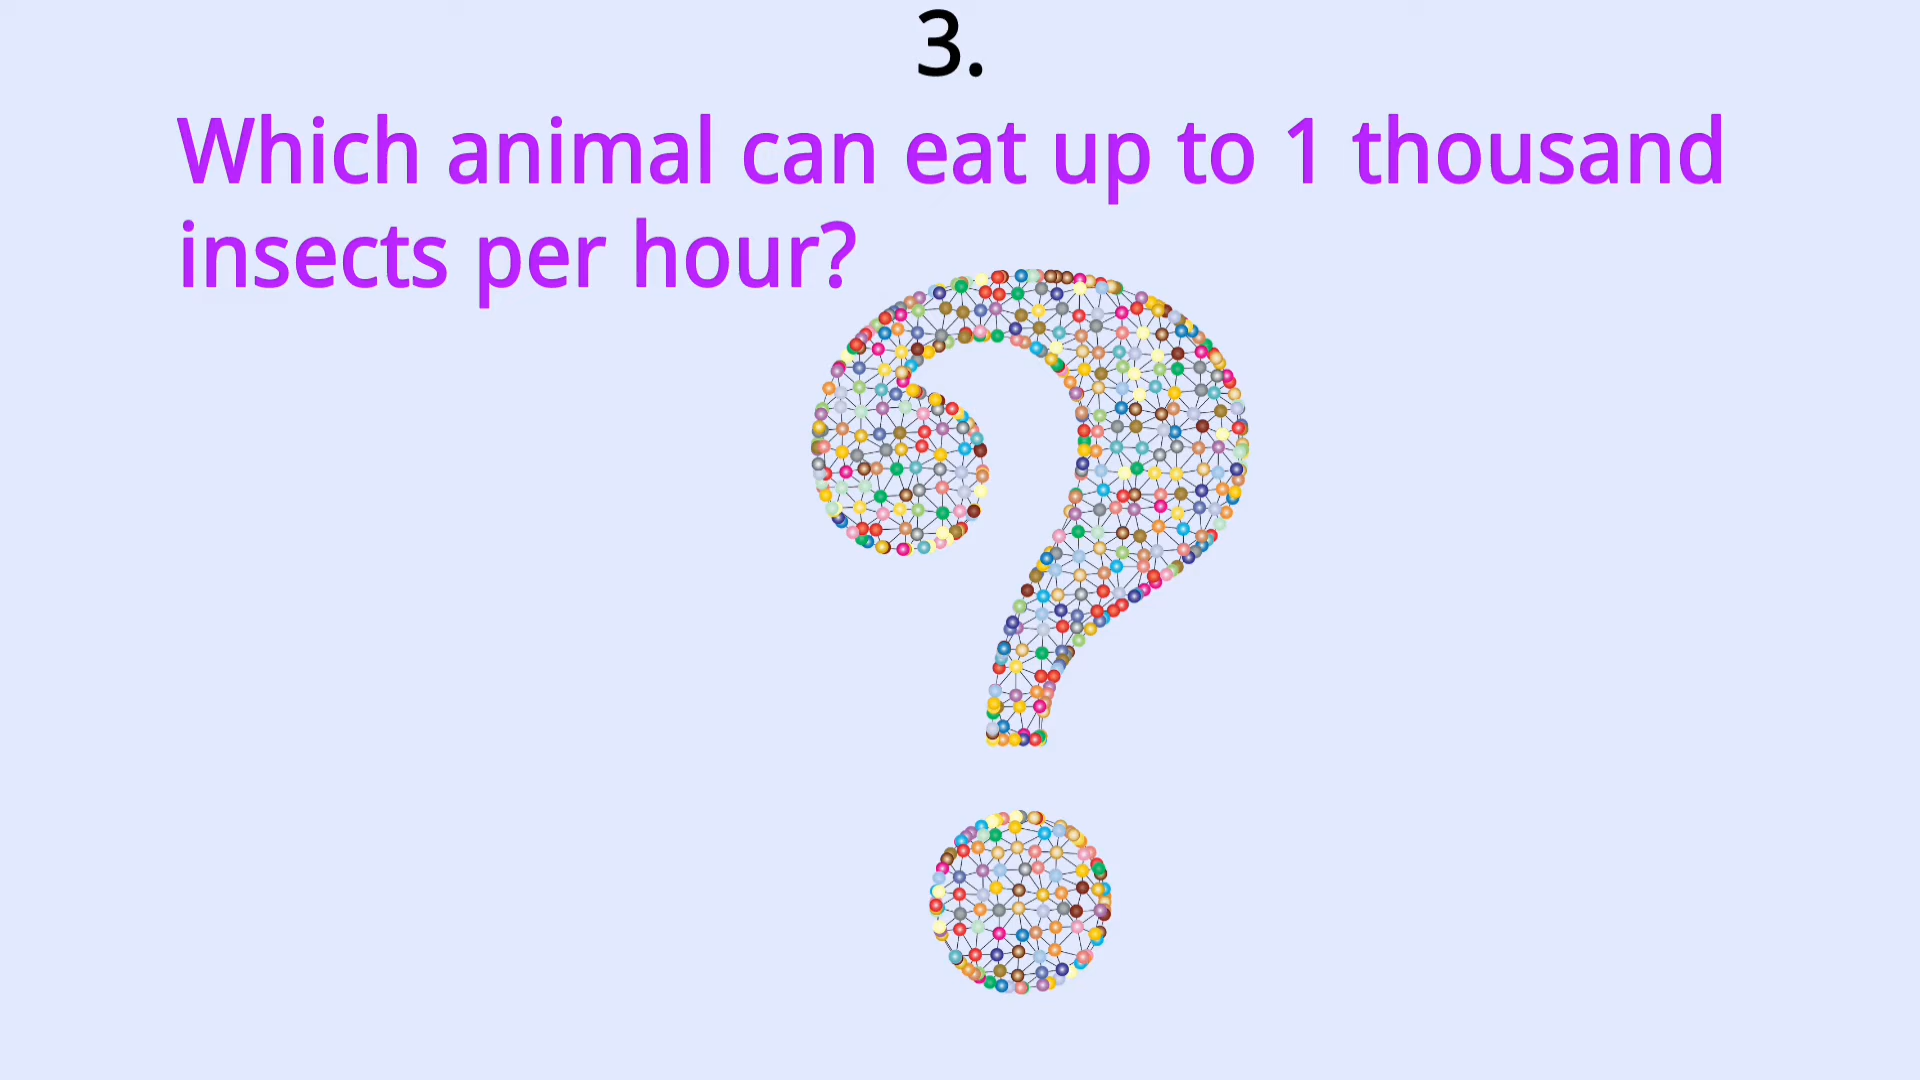 3.
Which animal can eat up to 1 thousand
insects per hour?